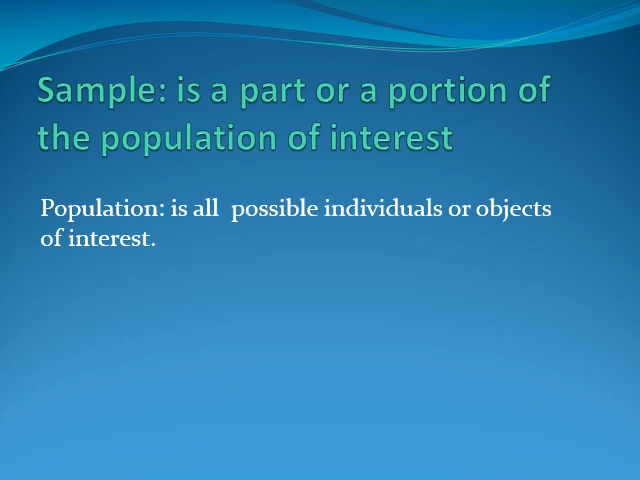 Sample: is a part or a portion of
the population of interest
Population: is all  possible individuals or objects
of interest.